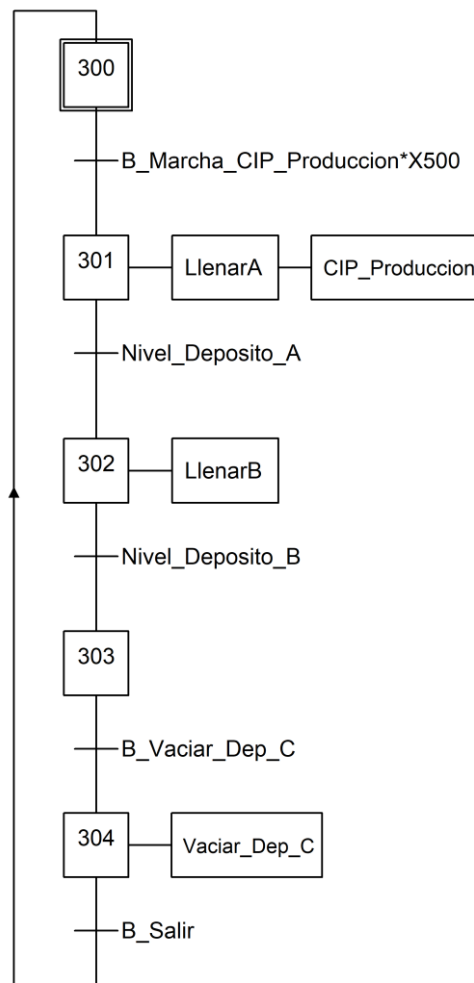 300
B_Marcha_CIP_Produccion*X500
301 LlenarA CIP_Produccion
Nivel_Deposito_A
302 LlenarB
Nivel_Deposito_B
303
B_Vaciar_Dep_C
304 Vaciar_Dep_C
B_Salir